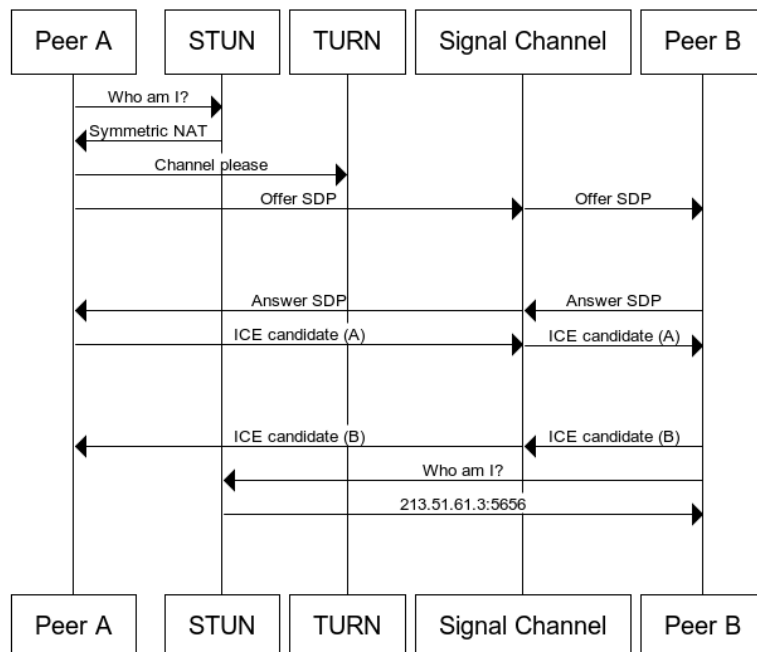 Peer A STUN TURN Signal Channel Peer B
Who am I?
Symmetric NAT
Channel please
Offer SDP Offer SDP
Answer SDP Answer SDP
ICE candidate (A) ICE candidate (A)
ICE candidate (B) ICE candidate (B)
Who am I?
213.51.61.3:5656
Peer A STUN TURN Signal Channel Peer B